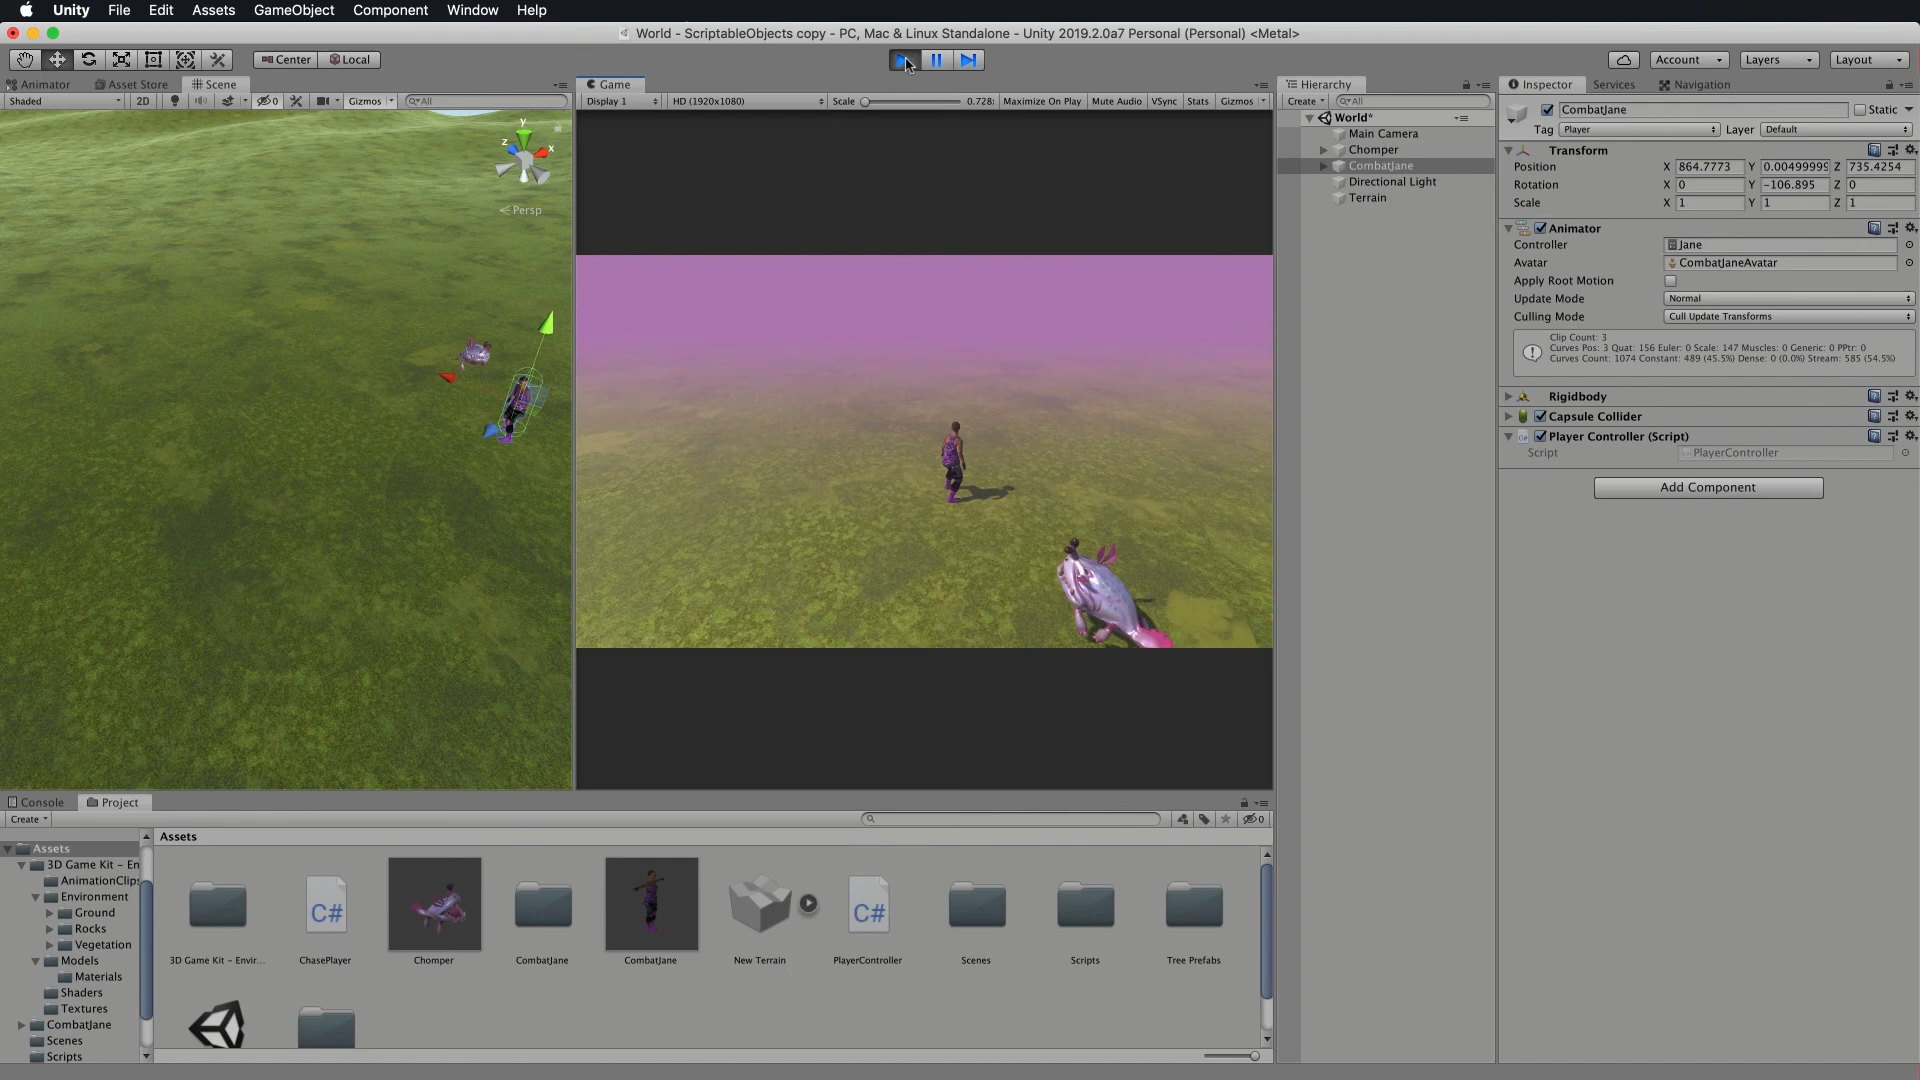 Unity File Edit Assets GameObject Component Window Help
World - ScriptableObjects copy - PC, Mac & Linux Standalone - Unity 2019.2.0a7 Personal (Personal) <Metal>
Center Local
Account Layers Layout
Animator Asset Store Scene
Shaded 2D 0 Gizmos All
y
z x
Persp
Game
Display 1 HD (1920x1080) Scale 0.728: Maximize On Play Mute Audio VSync Stats Gizmos
Hierarchy
Create All
World*
Main Camera
Chomper
CombatJane
Directional Light
Terrain
Inspector Services Navigation
CombatJane Static
Tag Player Layer Default
Transform
Position X 864.7773 Y 0.00499999 Z 735.4254
Rotation X 0 Y -106.895 Z 0
Scale X 1 Y 1 Z 1
Animator
Controller Jane
Avatar CombatJaneAvatar
Apply Root Motion
Update Mode Normal
Culling Mode Cull Update Transforms
Clip Count: 3
Curves Pos: 3 Quat: 156 Euler: 0 Scale: 147 Muscles: 0 Generic: 0 PPtr: 0
Curves Count: 1074 Constant: 489 (45.5%) Dense: 0 (0.0%) Stream: 585 (54.5%)
Rigidbody
Capsule Collider
C# Player Controller (Script)
Script PlayerController
Add Component
Console Project
Create 0
Assets
3D Game Kit - En
AnimationClips
Environment
Ground
Rocks
Vegetation
Models
Materials
Shaders
Textures
CombatJane
Scenes
Scripts
Assets
C# C#
3D Game Kit - Envir... ChasePlayer Chomper CombatJane CombatJane New Terrain PlayerController Scenes Scripts Tree Prefabs